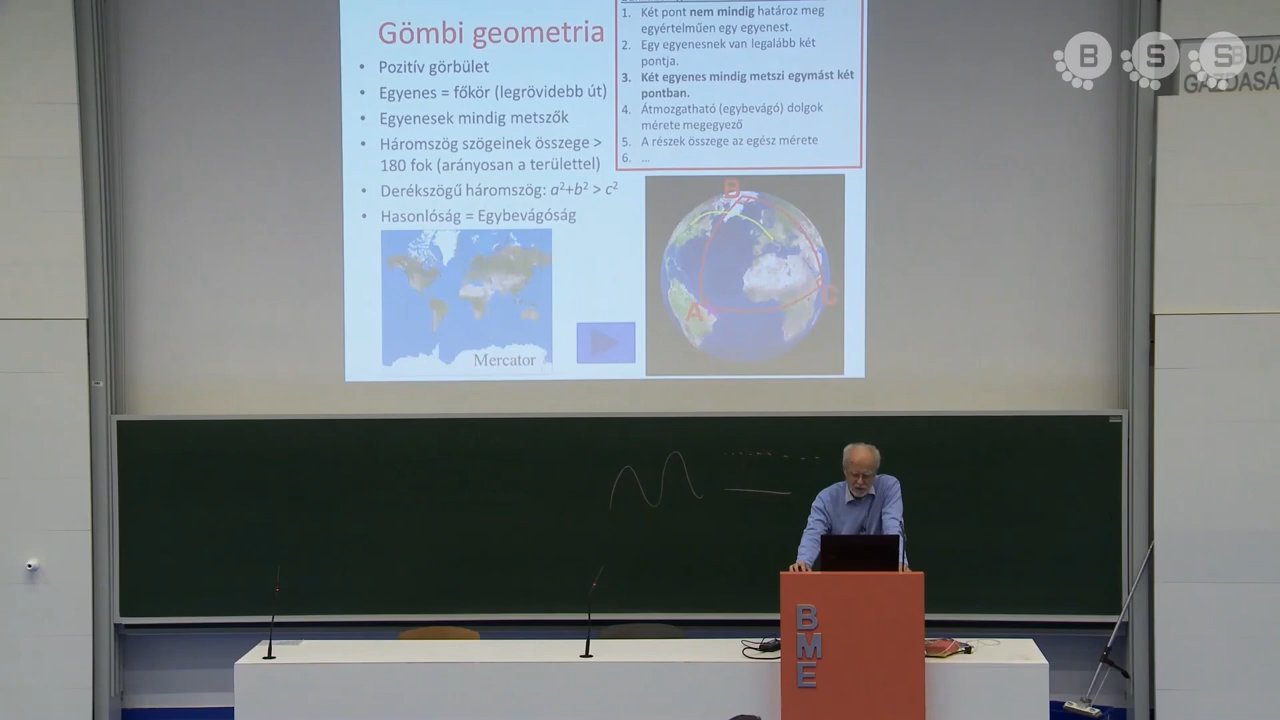 Gömbi geometria
• Pozitív görbület
• Egyenes = főkör (legrövidebb út)
• Egyenesek mindig metszők
• Háromszög szögeinek összege >
180 fok (arányosan a területtel)
• Derékszögű háromszög: a²+b² > c²
• Hasonlóság = Egybevágóság
1. Két pont nem mindig határoz meg
egyértelműen egy egyenest.
2. Egy egyenesnek van legalább két
pontja.
3. Két egyenes mindig metszi egymást két
pontban.
4. Átmozgatható (egybevágó) dolgok
mérete megegyező
5. A részek összege az egész mérete
6. ...
Mercator
B
A
C
B S S
BUDA
GAZDASÁ
BME